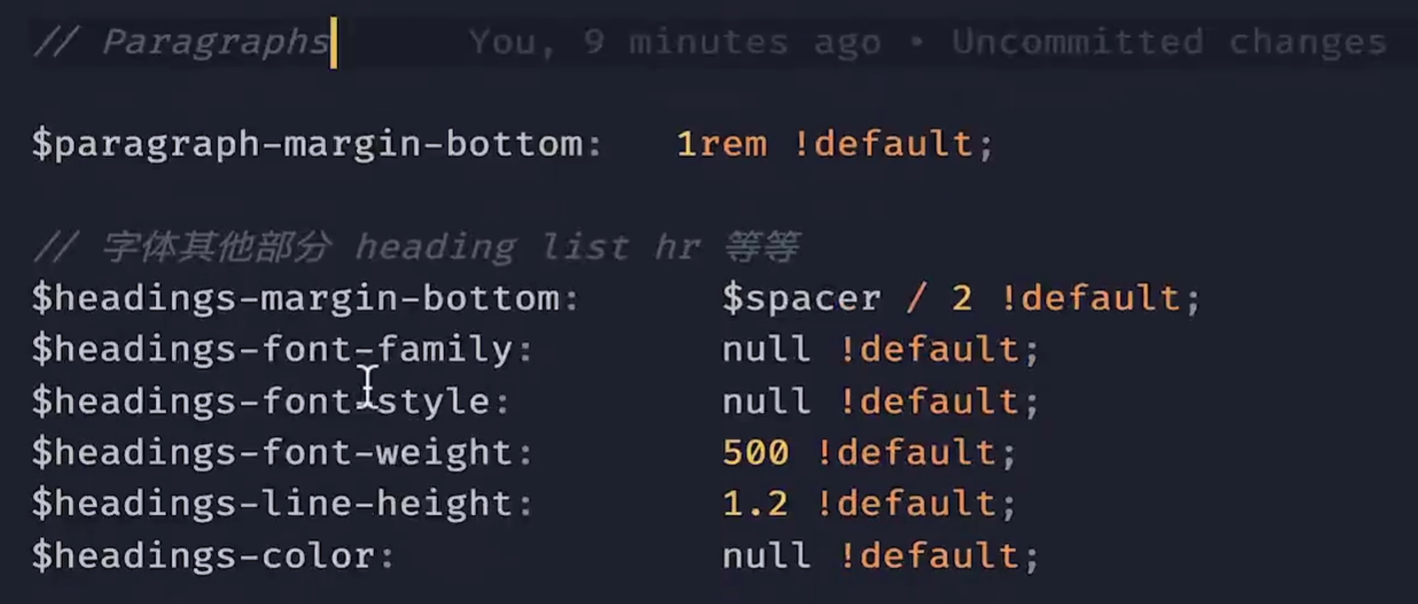 // Paragraphs You, 9 minutes ago • Uncommitted changes
$paragraph-margin-bottom: 1rem !default;
// 字体其他部分 heading list hr 等等
$headings-margin-bottom: $spacer / 2 !default;
$headings-font-family: null !default;
$headings-font-style: null !default;
$headings-font-weight: 500 !default;
$headings-line-height: 1.2 !default;
$headings-color: null !default;